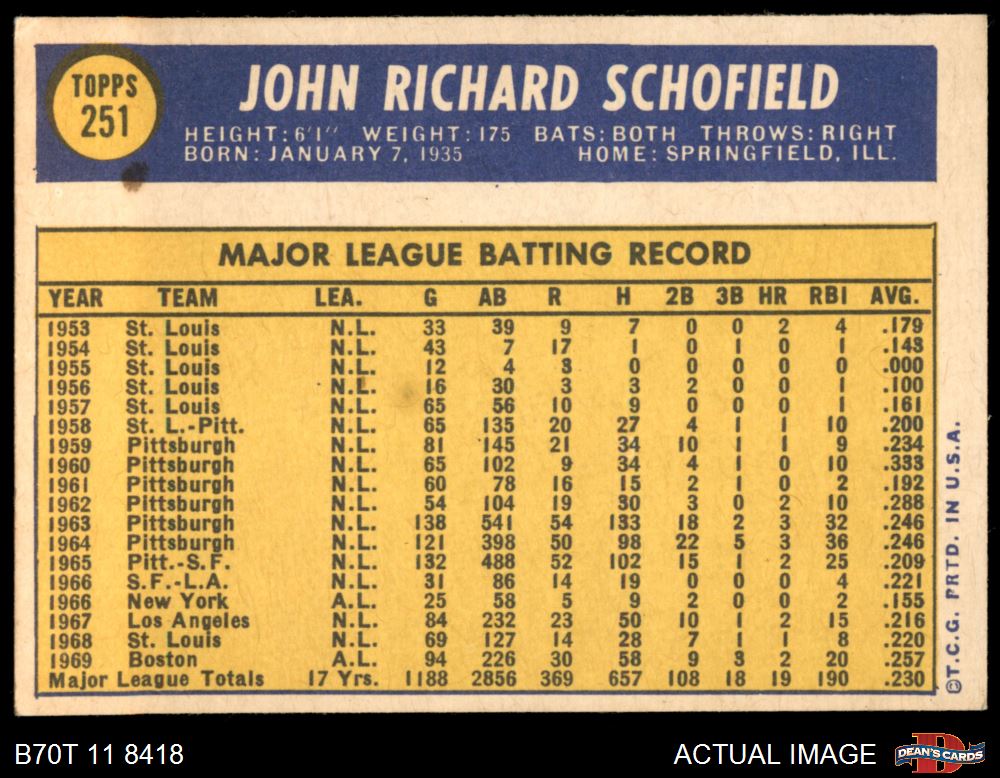 TOPPS
251
JOHN RICHARD SCHOFIELD
HEIGHT: 6'1'' WEIGHT: 175 BATS: BOTH THROWS: RIGHT
BORN: JANUARY 7, 1935 HOME: SPRINGFIELD, ILL.
MAJOR LEAGUE BATTING RECORD
YEAR TEAM LEA. G AB R H 2B 3B HR RBI AVG.
1953 St. Louis N.L. 33 39 9 7 0 0 2 4 .179
1954 St. Louis N.L. 43 7 17 1 0 1 0 1 .143
1955 St. Louis N.L. 12 4 3 0 0 0 0 0 .000
1956 St. Louis N.L. 16 30 3 3 2 0 0 1 .100
1957 St. Louis N.L. 65 56 10 9 0 0 0 1 .161
1958 St. L.-Pitt. N.L. 65 135 20 27 4 1 1 10 .200
1959 Pittsburgh N.L. 81 145 21 34 10 1 1 9 .234
1960 Pittsburgh N.L. 65 102 9 34 4 1 0 10 .333
1961 Pittsburgh N.L. 60 78 16 15 2 1 0 2 .192
1962 Pittsburgh N.L. 54 104 19 30 3 0 2 10 .288
1963 Pittsburgh N.L. 138 541 54 133 18 2 3 32 .246
1964 Pittsburgh N.L. 121 398 50 98 22 5 3 36 .246
1965 Pitt.-S.F. N.L. 132 488 52 102 15 1 2 25 .209
1966 S.F.-L.A. N.L. 31 86 14 19 0 0 0 4 .221
1966 New York A.L. 25 58 5 9 2 0 0 2 .155
1967 Los Angeles N.L. 84 232 23 50 10 1 2 15 .216
1968 St. Louis N.L. 69 127 14 28 7 1 1 8 .220
1969 Boston A.L. 94 226 30 58 9 3 2 20 .257
Major League Totals 17 Yrs. 1188 2856 369 657 108 18 19 190 .230
©T.C.G. PRTD. IN U.S.A.
B70T 11 8418 ACTUAL IMAGE
DEAN'S CARDS